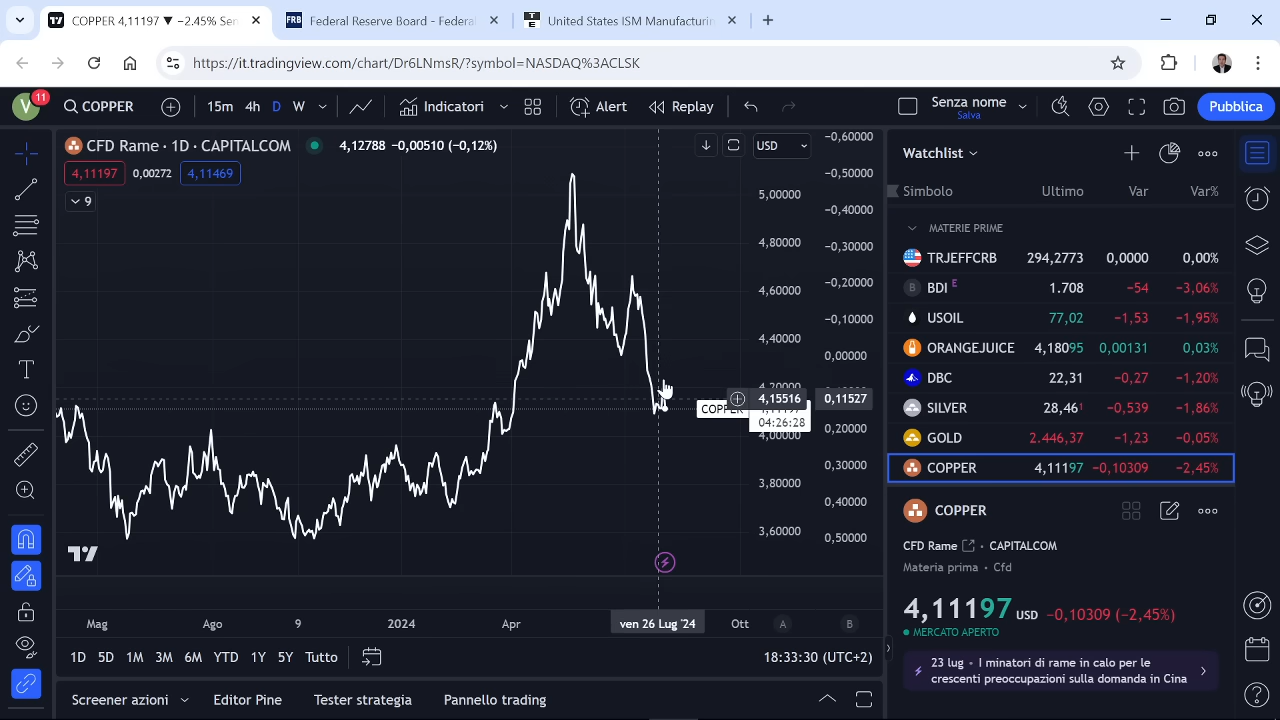 COPPER 4,11197 ▼ −2.45% Sen
Federal Reserve Board - Federal
United States ISM Manufacturin
https://it.tradingview.com/chart/Dr6LNmsR/?symbol=NASDAQ%3ACLSK
V 11
COPPER
15m 4h D W
Indicatori
Alert
Replay
Senza nome
Salva
Pubblica
CFD Rame · 1D · CAPITALCOM
4,12788 −0,00510 (−0,12%)
4,11197 0,00272 4,11469
9
USD
5,00000
4,80000
4,60000
4,40000
4,20000
4,15516
COPPER
04:26:28
4,00000
3,80000
3,60000
−0,60000
−0,50000
−0,40000
−0,30000
−0,20000
−0,10000
0,00000
0,11527
0,20000
0,30000
0,40000
0,50000
Mag Ago 9 2024 Apr ven 26 Lug '24 Ott A B
1D 5D 1M 3M 6M YTD 1Y 5Y Tutto
18:33:30 (UTC+2)
Screener azioni Editor Pine Tester strategia Pannello trading
Watchlist
Simbolo Ultimo Var Var%
MATERIE PRIME
TRJEFFCRB 294,2773 0,0000 0,00%
BDI E 1.708 −54 −3,06%
USOIL 77,02 −1,53 −1,95%
ORANGEJUICE 4,18095 0,00131 0,03%
DBC 22,31 −0,27 −1,20%
SILVER 28,461 −0,539 −1,86%
GOLD 2.446,37 −1,23 −0,05%
COPPER 4,11197 −0,10309 −2,45%
COPPER
CFD Rame · CAPITALCOM
Materia prima · Cfd
4,11197 USD −0,10309 (−2,45%)
MERCATO APERTO
23 lug · I minatori di rame in calo per le
crescenti preoccupazioni sulla domanda in Cina